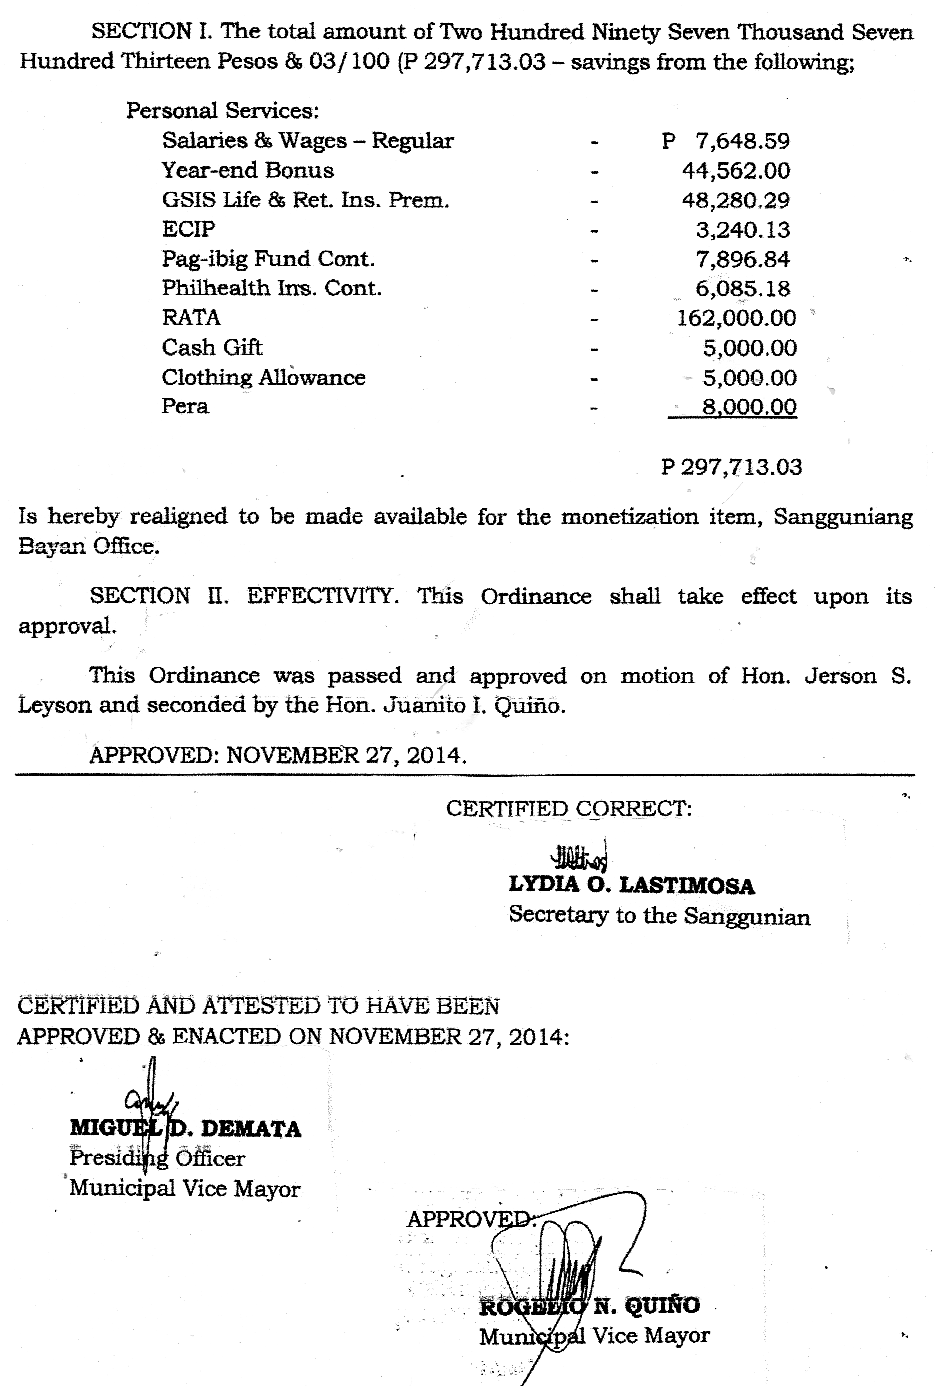 SECTION I. The total amount of Two Hundred Ninety Seven Thousand Seven
Hundred Thirteen Pesos & 03/100 (P 297,713.03 – savings from the following;
Personal Services:
Salaries & Wages – Regular - P 7,648.59
Year-end Bonus - 44,562.00
GSIS Life & Ret. Ins. Prem. - 48,280.29
ECIP - 3,240.13
Pag-ibig Fund Cont. - 7,896.84
Philhealth Ins. Cont. - 6,085.18
RATA - 162,000.00
Cash Gift - 5,000.00
Clothing Allowance - 5,000.00
Pera - 8,000.00
P 297,713.03
Is hereby realigned to be made available for the monetization item, Sangguniang
Bayan Office.
SECTION II. EFFECTIVITY. This Ordinance shall take effect upon its
approval.
This Ordinance was passed and approved on motion of Hon. Jerson S.
Leyson and seconded by the Hon. Juanito I. Quiño.
APPROVED: NOVEMBER 27, 2014.
CERTIFIED CORRECT:
LYDIA O. LASTIMOSA
Secretary to the Sanggunian
CERTIFIED AND ATTESTED TO HAVE BEEN
APPROVED & ENACTED ON NOVEMBER 27, 2014:
MIGUEL D. DEMATA
Presiding Officer
Municipal Vice Mayor
APPROVED:
ROGELIO N. QUIÑO
Municipal Vice Mayor